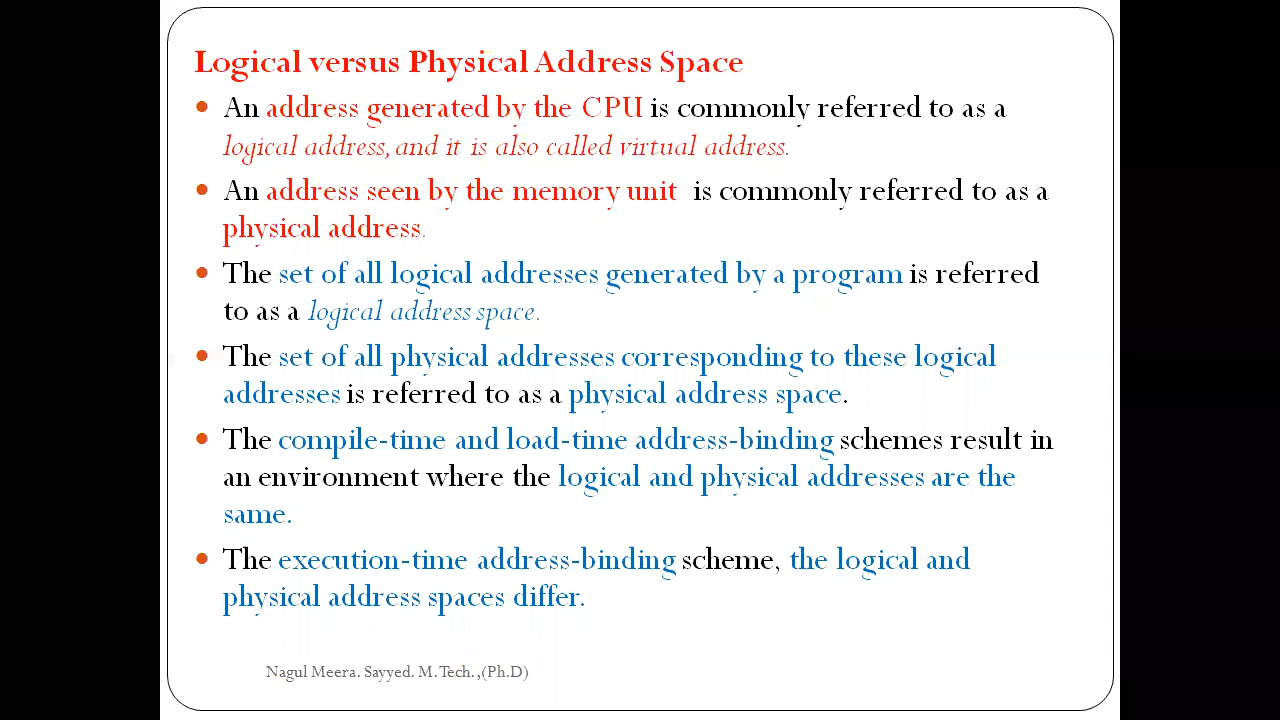 Logical versus Physical Address Space
• An address generated by the CPU is commonly referred to as a
logical address, and it is also called virtual address.
• An address seen by the memory unit is commonly referred to as a
physical address.
• The set of all logical addresses generated by a program is referred
to as a logical address space.
• The set of all physical addresses corresponding to these logical
addresses is referred to as a physical address space.
• The compile-time and load-time address-binding schemes result in
an environment where the logical and physical addresses are the
same.
• The execution-time address-binding scheme, the logical and
physical address spaces differ.
Nagul Meera. Sayyed. M. Tech.,(Ph.D)